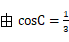 由 cosC = 1/3